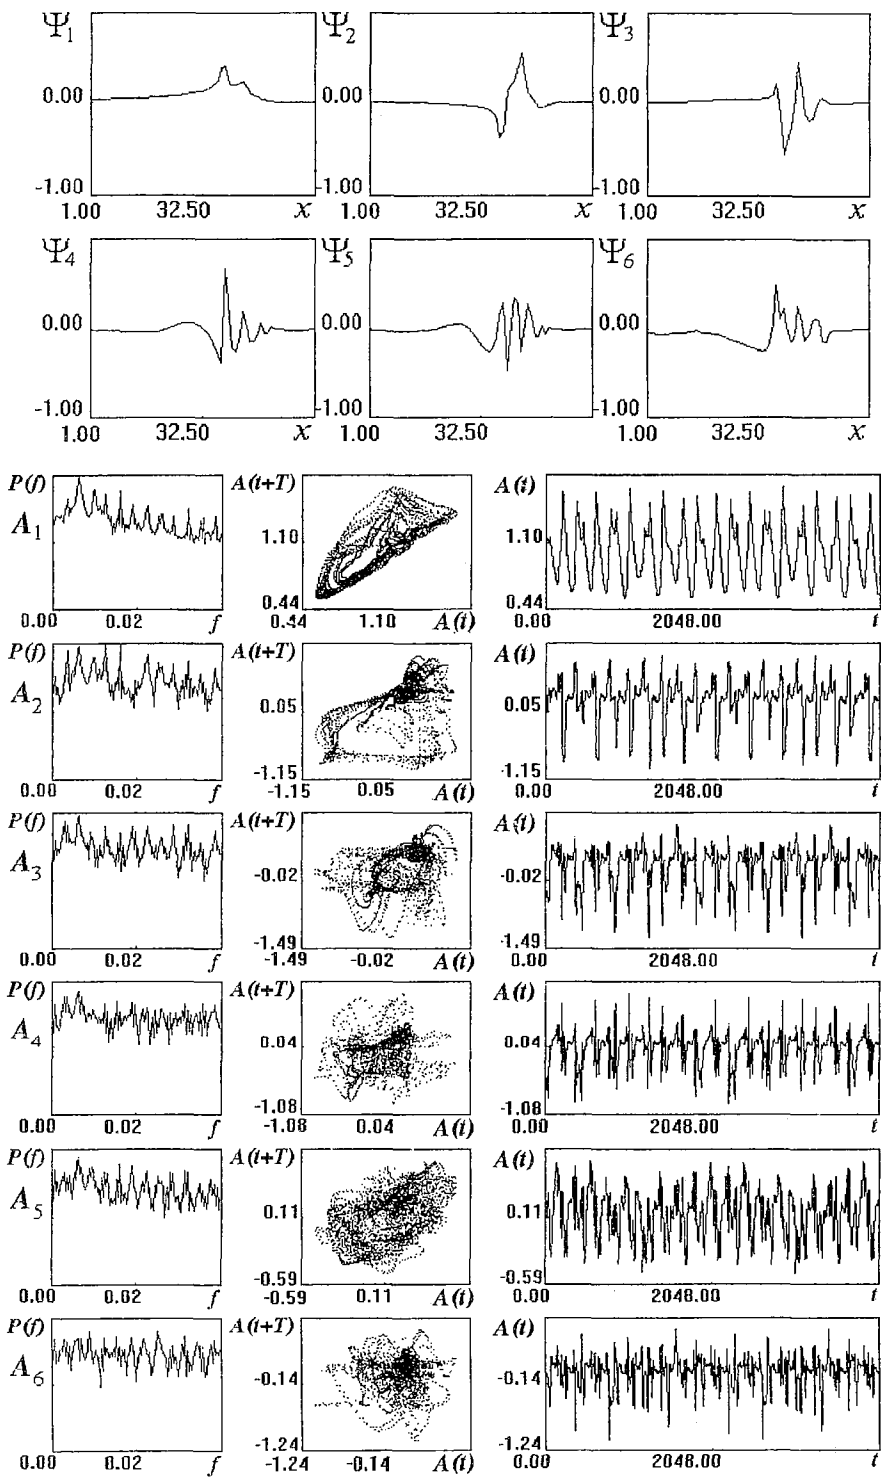 Ψ1 Ψ2 Ψ3
0.00 0.00 0.00
-1.00 -1.00 -1.00
1.00 32.50 x 1.00 32.50 x 1.00 32.50 x
Ψ4 Ψ5 Ψ6
0.00 0.00 0.00
-1.00 -1.00 -1.00
1.00 32.50 x 1.00 32.50 x 1.00 32.50 x
P(f) A(t+T) A(t)
A1 1.10 1.10
0.44 0.44
0.00 0.02 f 0.44 1.10 A(t) 0.00 2048.00 t
P(f) A(t+T) A(t)
A2 0.05 0.05
-1.15 -1.15
0.00 0.02 f -1.15 0.05 A(t) 0.00 2048.00 t
P(f) A(t+T) A(t)
A3 -0.02 -0.02
-1.49 -1.49
0.00 0.02 f -1.49 -0.02 A(t) 0.00 2048.00 t
P(f) A(t+T) A(t)
A4 0.04 0.04
-1.08 -1.08
0.00 0.02 f -1.08 0.04 A(t) 0.00 2048.00 t
P(f) A(t+T) A(t)
A5 0.11 0.11
-0.59 -0.59
0.00 0.02 f -0.59 0.11 A(t) 0.00 2048.00 t
P(f) A(t+T) A(t)
A6 -0.14 -0.14
-1.24 -1.24
0.00 0.02 f -1.24 -0.14 A(t) 0.00 2048.00 t